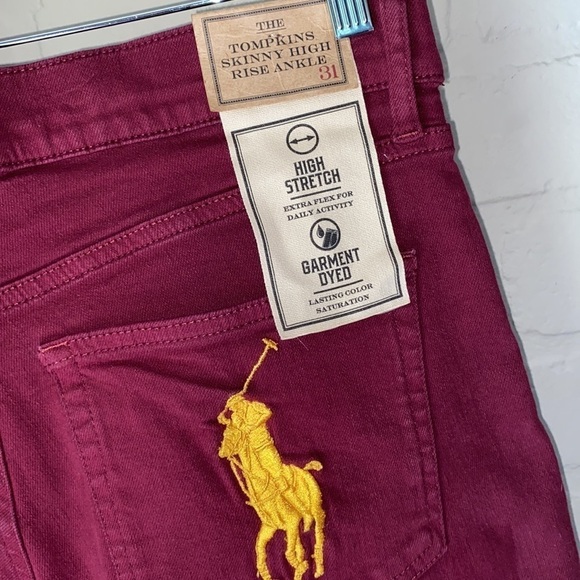 THE
TOMPKINS
SKINNY HIGH
RISE ANKLE
31
HIGH
STRETCH
EXTRA FLEX FOR
DAILY ACTIVITY
GARMENT
DYED
LASTING COLOR
SATURATION